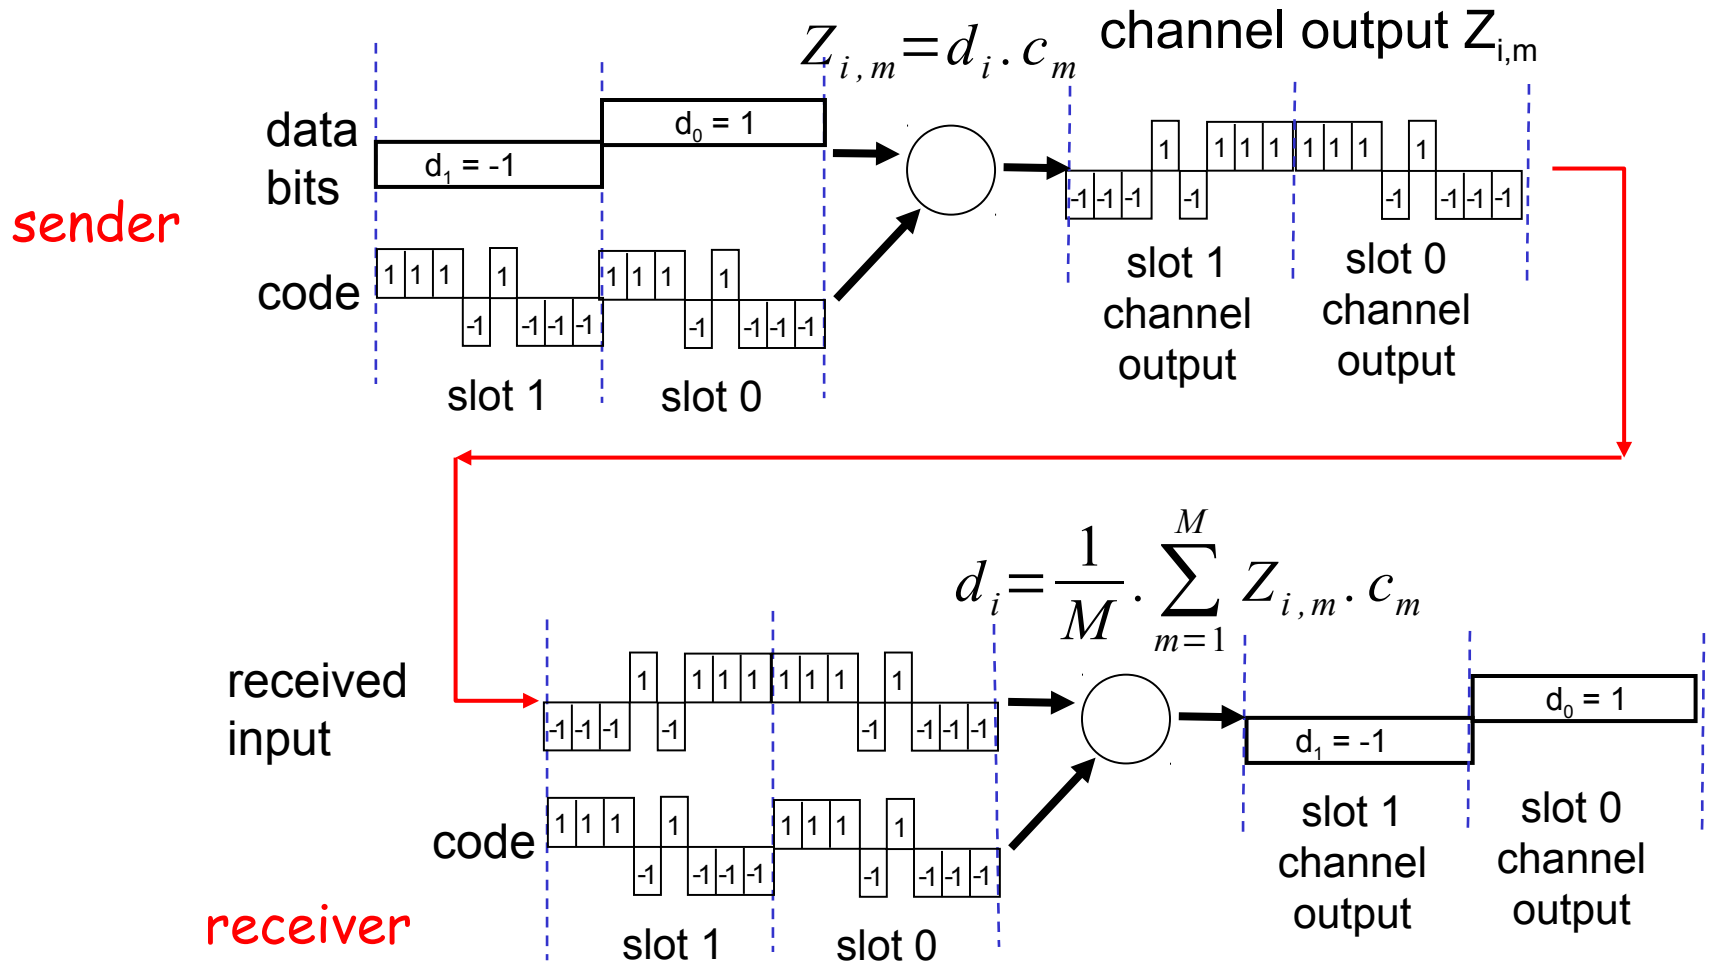 Z_{i,m}=d_i.c_m
channel output Z_{i,m}
data
bits
d_1 = -1
d_0 = 1
sender
code
1 1 1 -1 1 -1 -1 -1 1 1 1 -1 1 -1 -1 -1
slot 1
slot 0
-1 -1 -1 1 -1 1 1 1 1 1 1 -1 1 -1 -1 -1
slot 1
channel
output
slot 0
channel
output
d_i = \frac{1}{M} . \sum_{m=1}^{M} Z_{i,m} . c_m
received
input
-1 -1 -1 1 -1 1 1 1 1 1 1 -1 1 -1 -1 -1
code
1 1 1 -1 1 -1 -1 -1 1 1 1 -1 1 -1 -1 -1
receiver
slot 1
slot 0
d_1 = -1
d_0 = 1
slot 1
channel
output
slot 0
channel
output